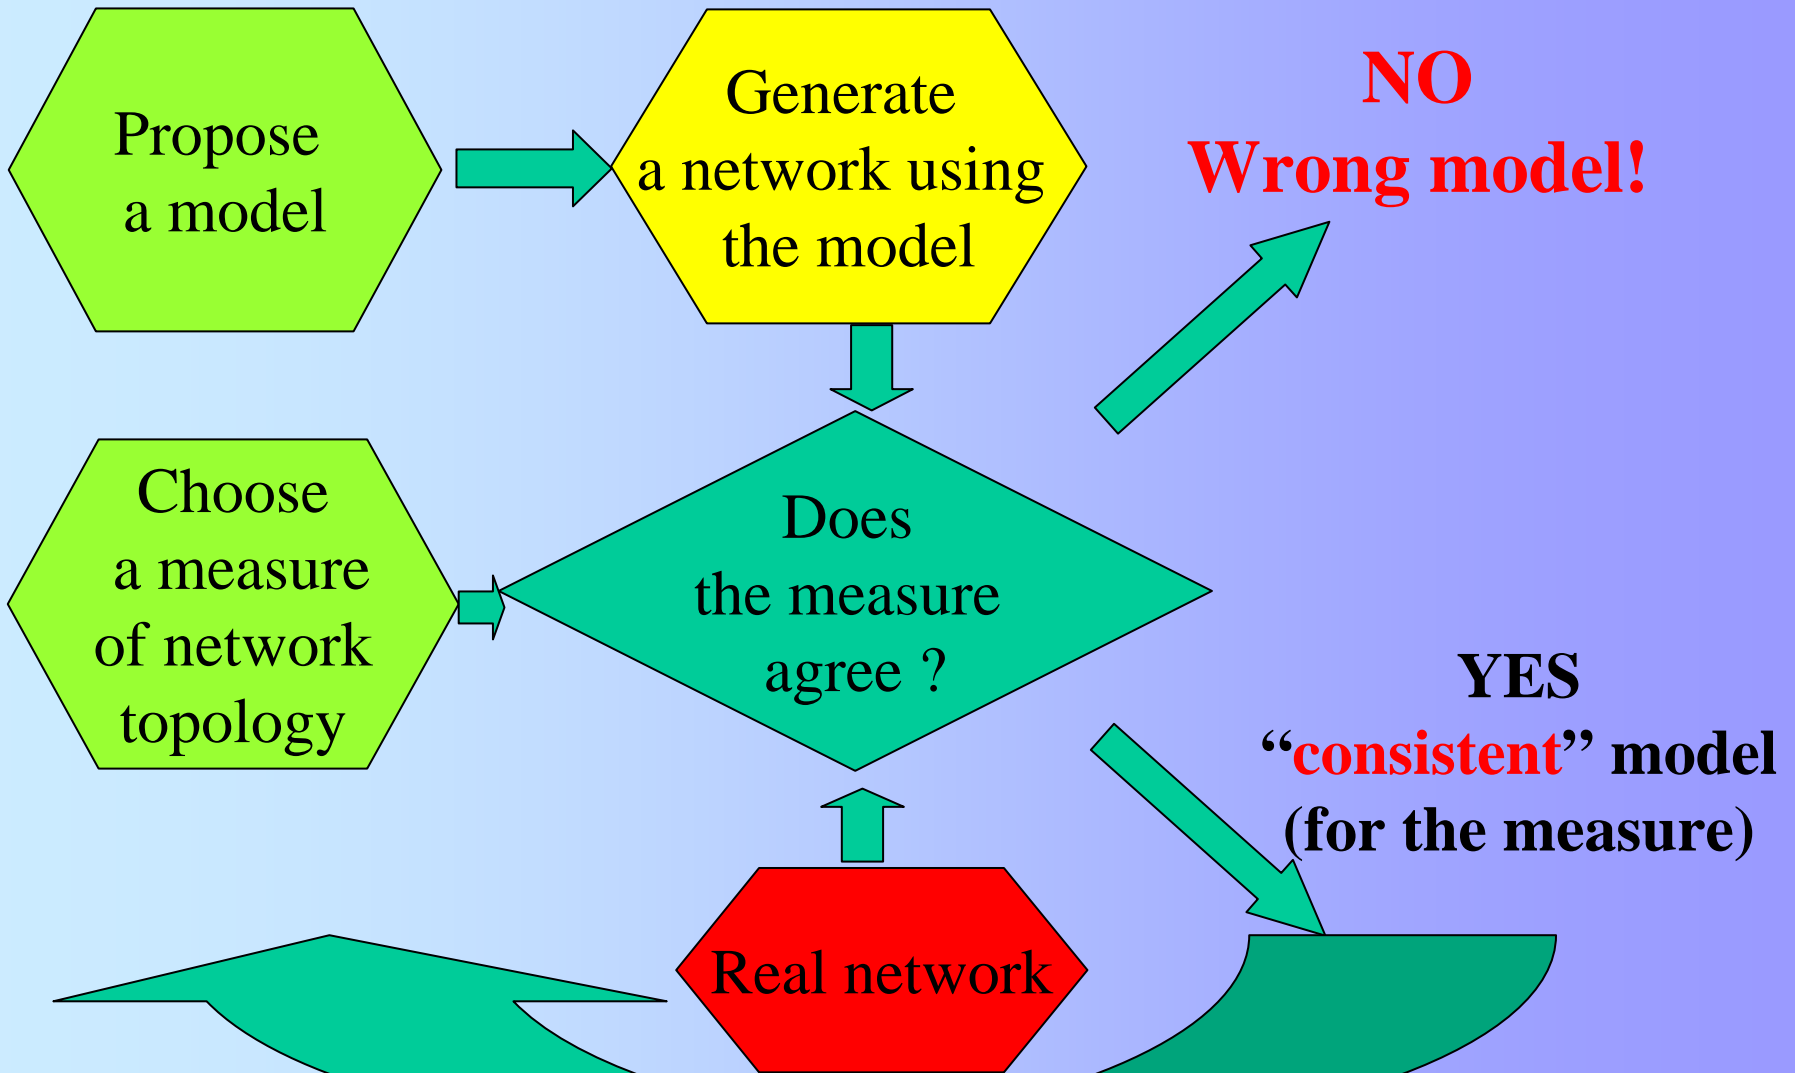 Propose
a model
Generate
a network using
the model
NO
Wrong model!
Choose
a measure
of network
topology
Does
the measure
agree ?
YES
“consistent” model
(for the measure)
Real network